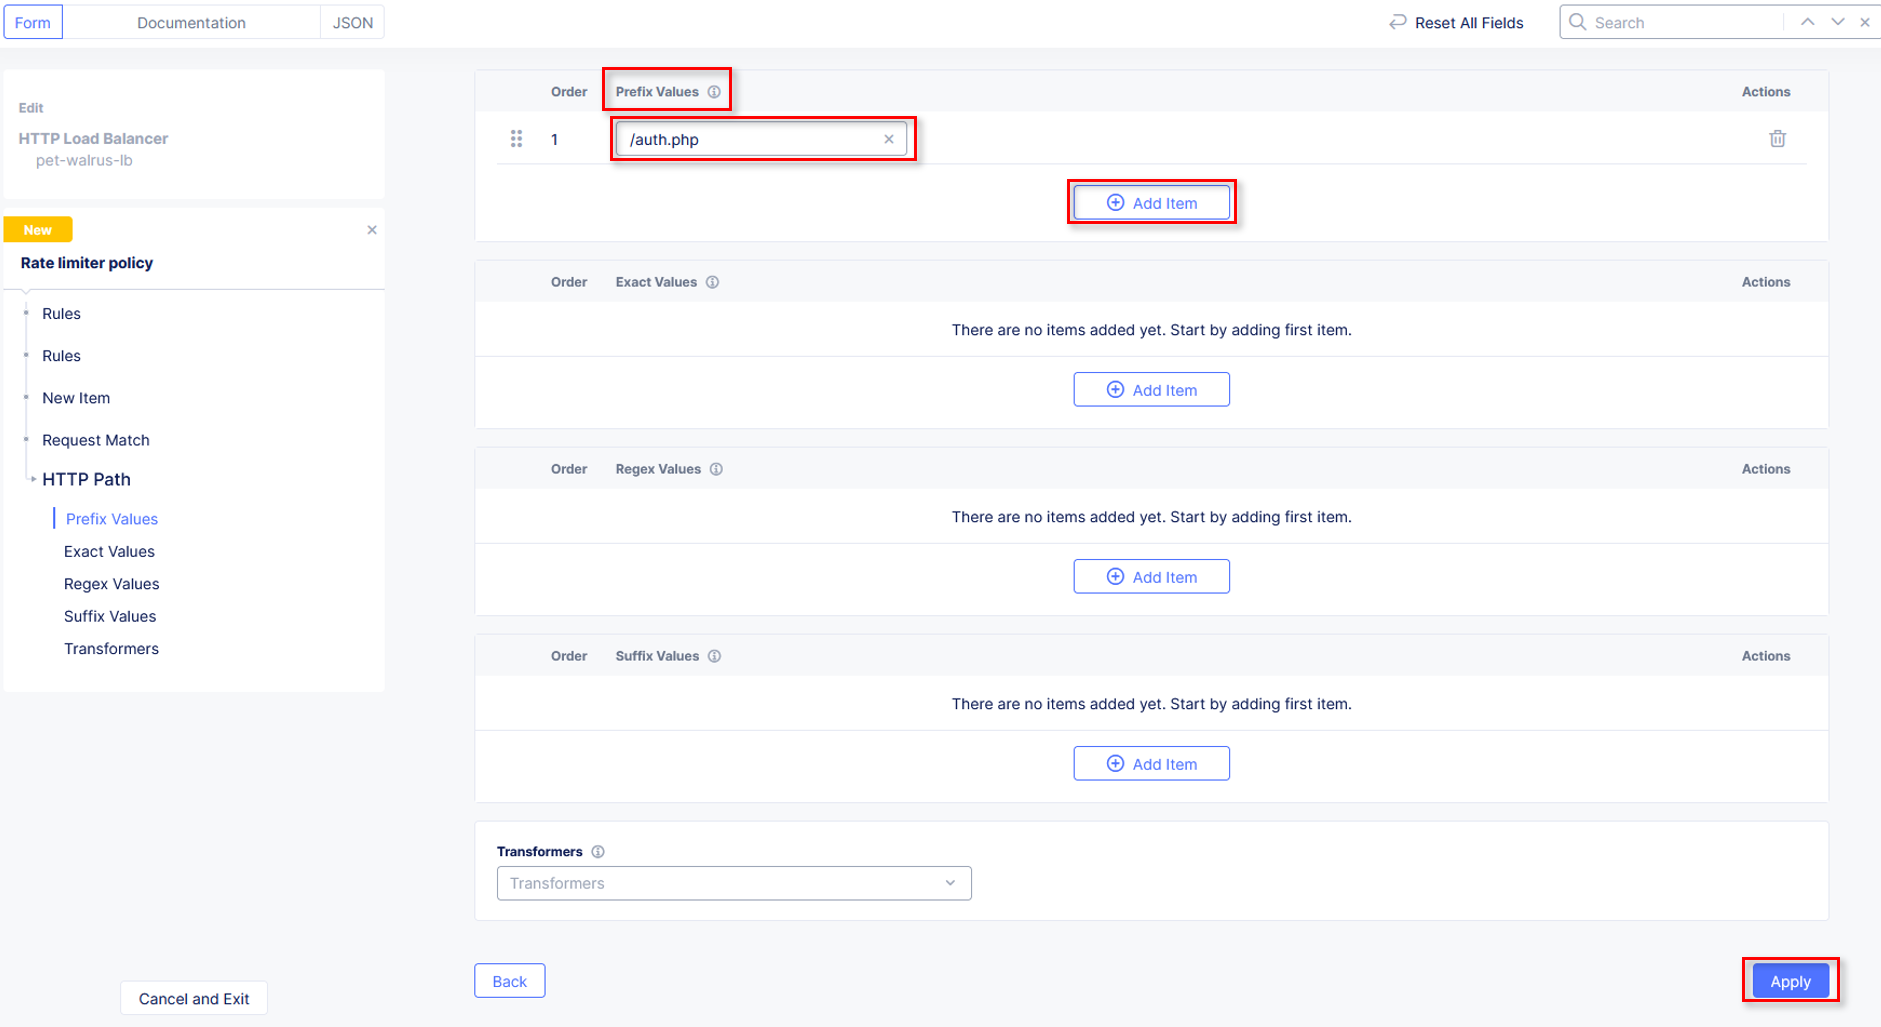 Form Documentation JSON Reset All Fields Search
Edit
HTTP Load Balancer
pet-walrus-lb
New
Rate limiter policy
Rules
Rules
New Item
Request Match
HTTP Path
Prefix Values
Exact Values
Regex Values
Suffix Values
Transformers
Cancel and Exit
Order Prefix Values Actions
1 /auth.php
Add Item
Order Exact Values Actions
There are no items added yet. Start by adding first item.
Add Item
Order Regex Values Actions
There are no items added yet. Start by adding first item.
Add Item
Order Suffix Values Actions
There are no items added yet. Start by adding first item.
Add Item
Transformers
Transformers
Back Apply